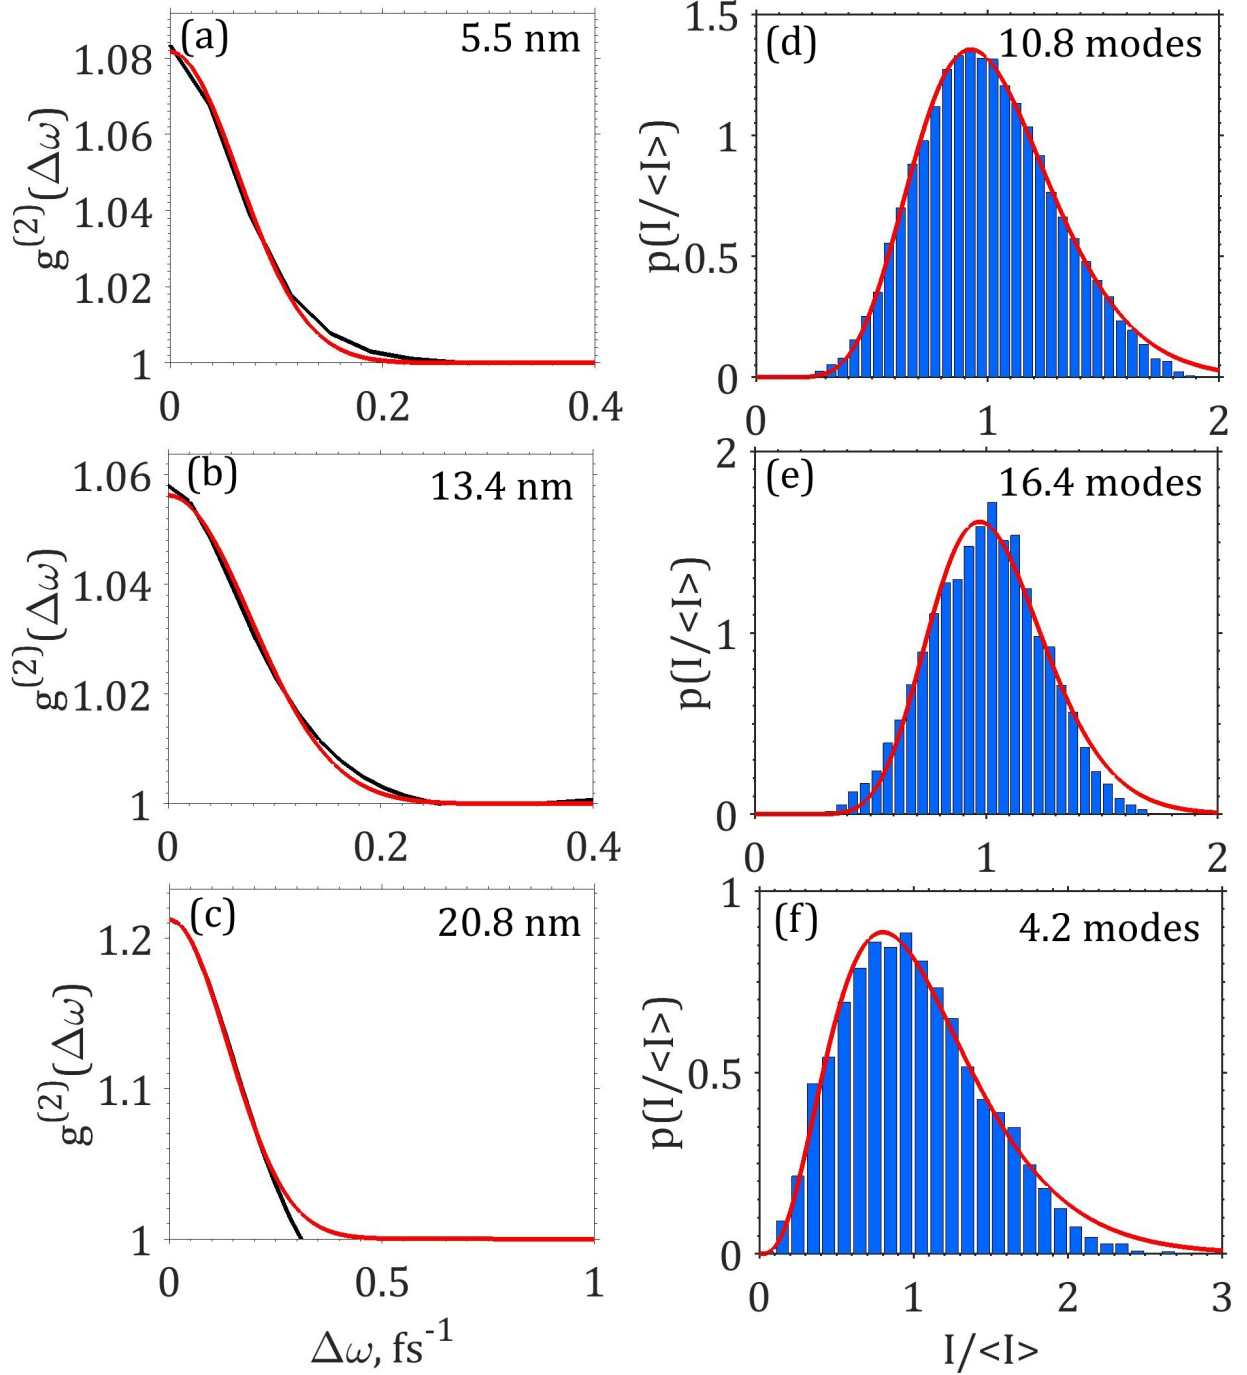 (a) 5.5 nm
g^(2)(Δω)
1.08
1.06
1.04
1.02
1
0 0.2 0.4
(d) 10.8 modes
p(I/<I>)
1.5
1
0.5
0
0 1 2
(b) 13.4 nm
g^(2)(Δω)
1.06
1.04
1.02
1
0 0.2 0.4
(e) 16.4 modes
p(I/<I>)
2
1
0
0 1 2
(c) 20.8 nm
g^(2)(Δω)
1.2
1.1
1
0 0.5 1
Δω, fs^-1
(f) 4.2 modes
p(I/<I>)
1
0.5
0
0 1 2 3
I/<I>